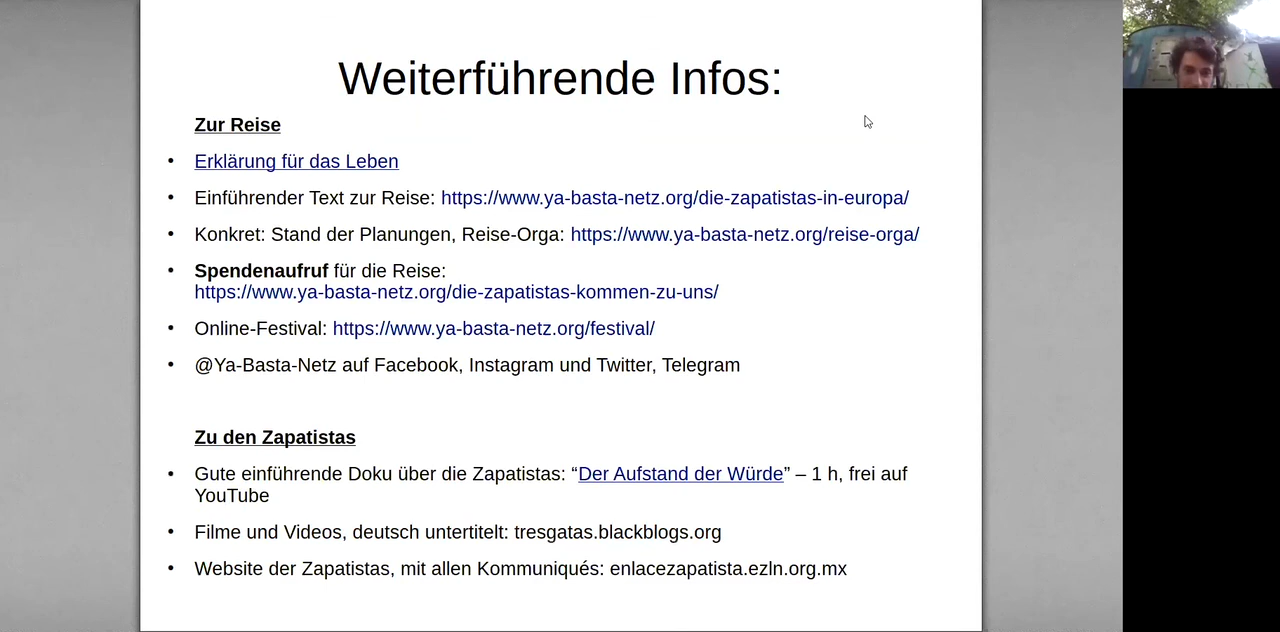 Weiterführende Infos:
Zur Reise
• Erklärung für das Leben
• Einführender Text zur Reise: https://www.ya-basta-netz.org/die-zapatistas-in-europa/
• Konkret: Stand der Planungen, Reise-Orga: https://www.ya-basta-netz.org/reise-orga/
• Spendenaufruf für die Reise:
https://www.ya-basta-netz.org/die-zapatistas-kommen-zu-uns/
• Online-Festival: https://www.ya-basta-netz.org/festival/
• @Ya-Basta-Netz auf Facebook, Instagram und Twitter, Telegram
Zu den Zapatistas
• Gute einführende Doku über die Zapatistas: “Der Aufstand der Würde” – 1 h, frei auf
YouTube
• Filme und Videos, deutsch untertitelt: tresgatas.blackblogs.org
• Website der Zapatistas, mit allen Kommuniqués: enlacezapatista.ezln.org.mx